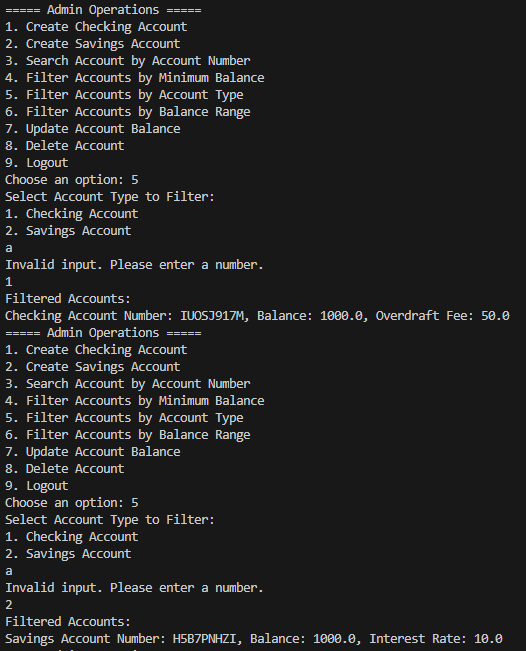 ===== Admin Operations =====
1. Create Checking Account
2. Create Savings Account
3. Search Account by Account Number
4. Filter Accounts by Minimum Balance
5. Filter Accounts by Account Type
6. Filter Accounts by Balance Range
7. Update Account Balance
8. Delete Account
9. Logout
Choose an option: 5
Select Account Type to Filter:
1. Checking Account
2. Savings Account
a
Invalid input. Please enter a number.
1
Filtered Accounts:
Checking Account Number: IUOSJ917M, Balance: 1000.0, Overdraft Fee: 50.0
===== Admin Operations =====
1. Create Checking Account
2. Create Savings Account
3. Search Account by Account Number
4. Filter Accounts by Minimum Balance
5. Filter Accounts by Account Type
6. Filter Accounts by Balance Range
7. Update Account Balance
8. Delete Account
9. Logout
Choose an option: 5
Select Account Type to Filter:
1. Checking Account
2. Savings Account
a
Invalid input. Please enter a number.
2
Filtered Accounts:
Savings Account Number: H5B7PNHZI, Balance: 1000.0, Interest Rate: 10.0